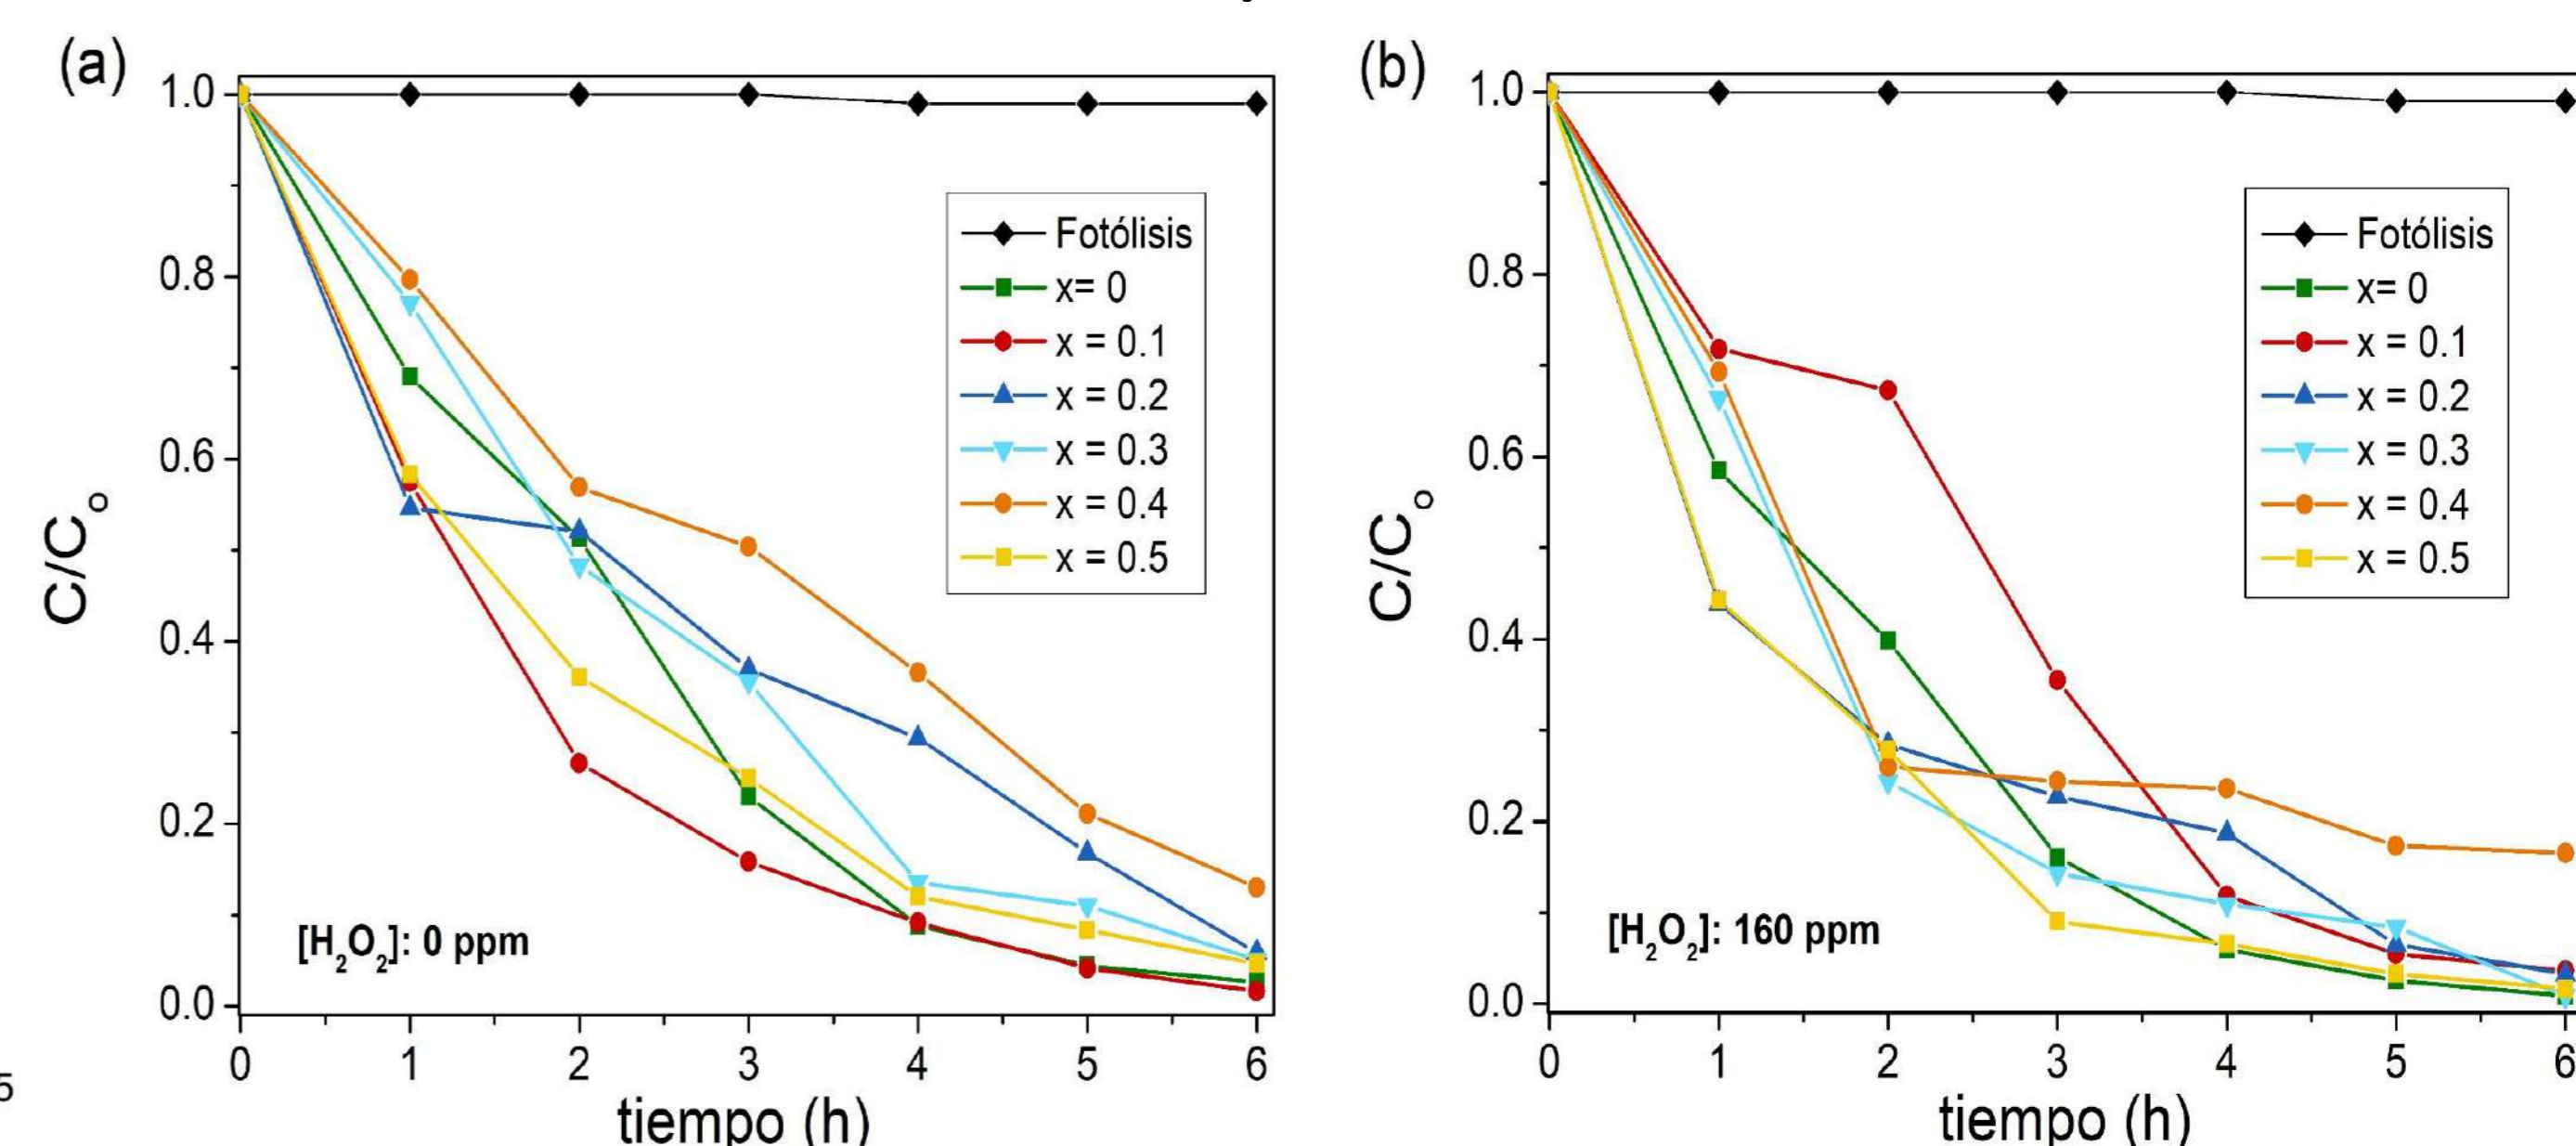 (a)
1.0
0.8
0.6
0.4
0.2
0.0
C/C₀
Fotólisis
x= 0
x = 0.1
x = 0.2
x = 0.3
x = 0.4
x = 0.5
[H₂O₂]: 0 ppm
0 1 2 3 4 5 6
tiempo (h)
5
(b)
1.0
0.8
0.6
0.4
0.2
0.0
C/C₀
Fotólisis
x= 0
x = 0.1
x = 0.2
x = 0.3
x = 0.4
x = 0.5
[H₂O₂]: 160 ppm
0 1 2 3 4 5 6
tiempo (h)